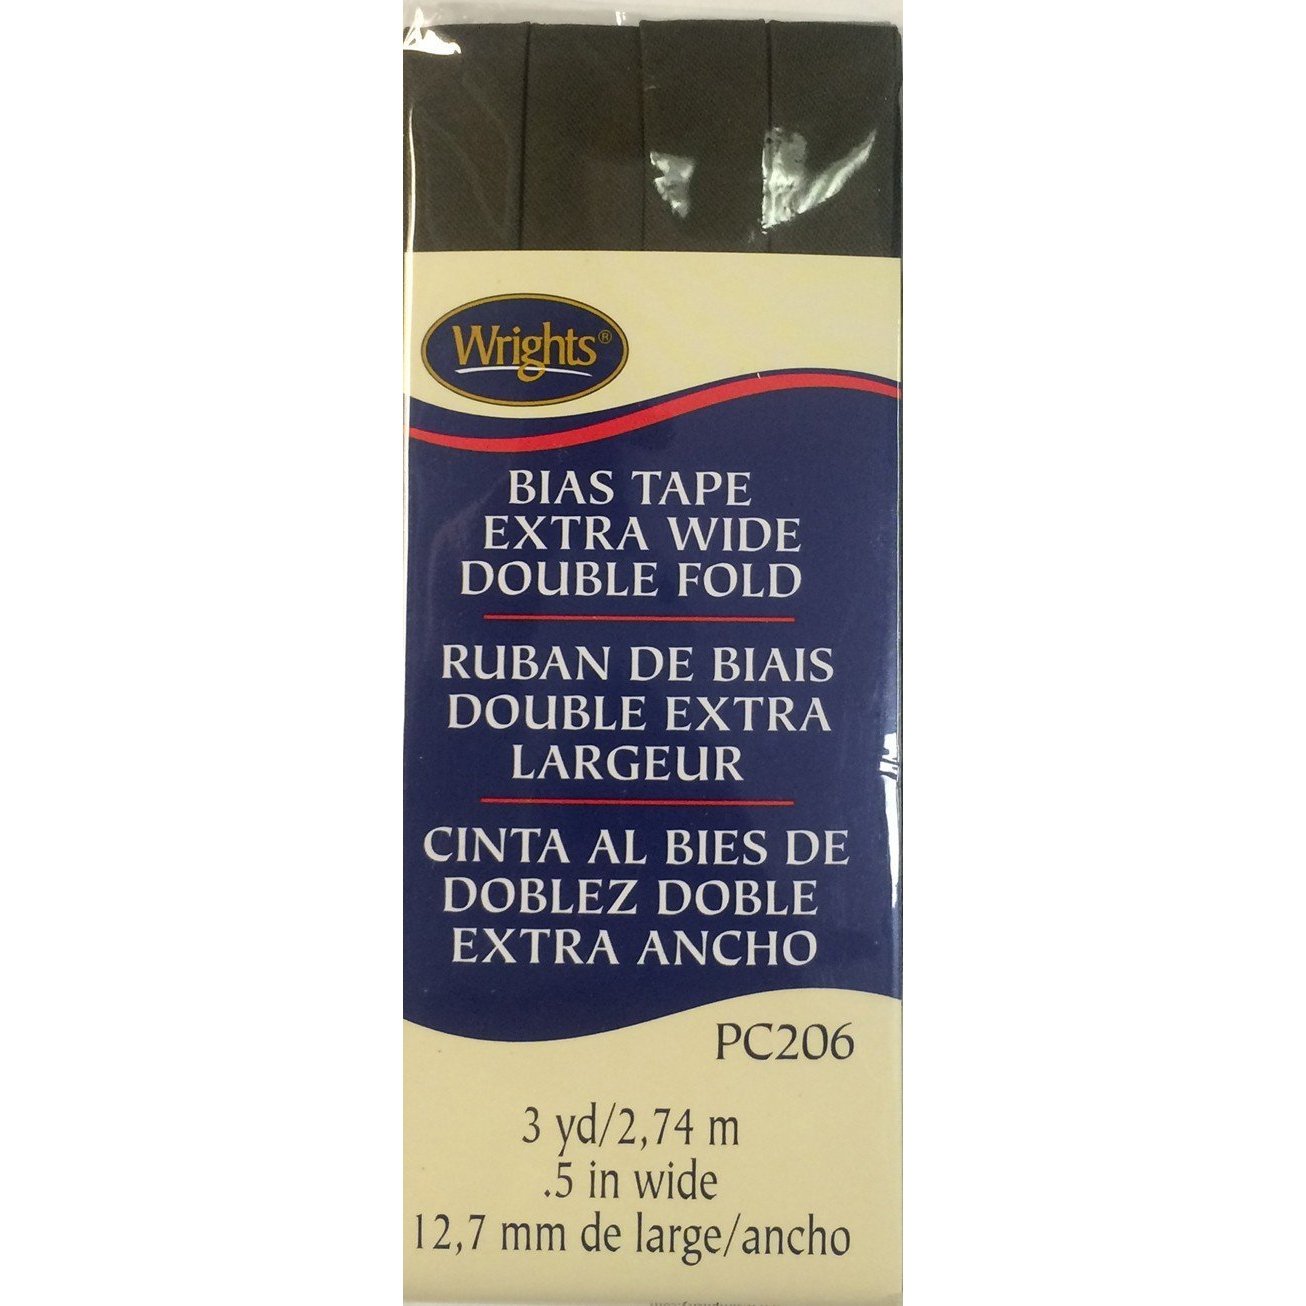 Wrights®
BIAS TAPE
EXTRA WIDE
DOUBLE FOLD
RUBAN DE BIAIS
DOUBLE EXTRA
LARGEUR
CINTA AL BIES DE
DOBLEZ DOBLE
EXTRA ANCHO
PC206
3 yd/2,74 m
.5 in wide
12,7 mm de large/ancho